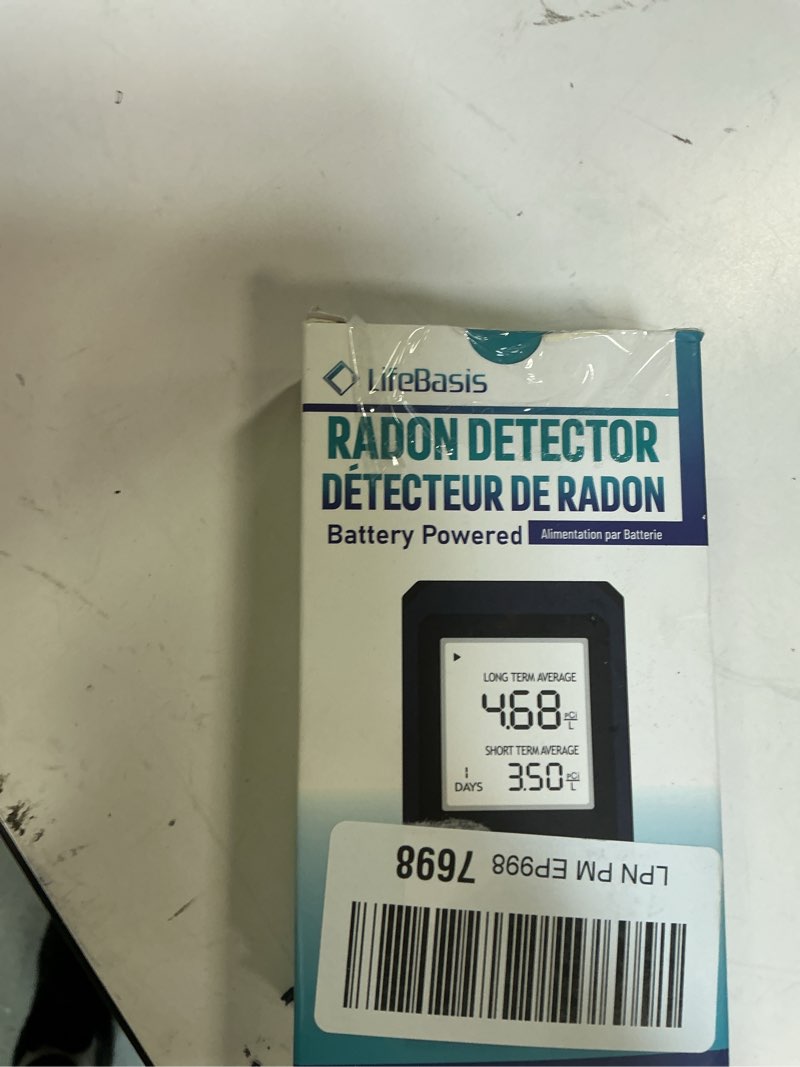 LifeBasis
RADON DETECTOR
DÉTECTEUR DE RADON
Battery Powered Alimentation par Batterie
LONG TERM AVERAGE
4.68 pCi/L
SHORT TERM AVERAGE
1 DAYS 3.50 pCi/L
LPN PM EP998 7698